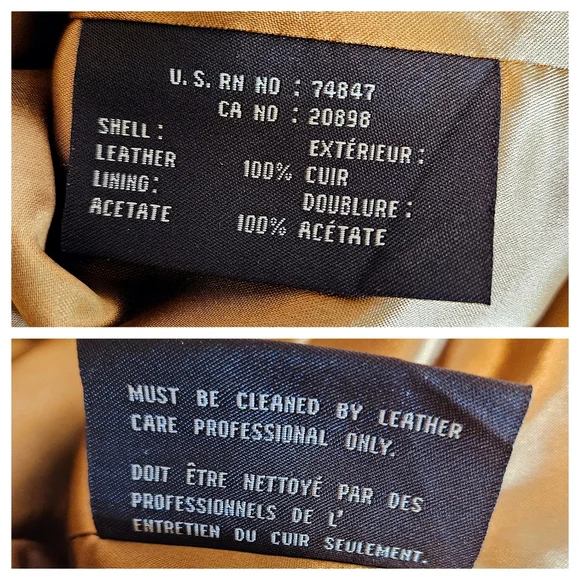 U.S. RN NO : 74847
CA NO : 20898
SHELL : EXTÉRIEUR :
LEATHER 100% CUIR
LINING: DOUBLURE :
ACETATE 100% ACÉTATE
MUST BE CLEANED BY LEATHER
CARE PROFESSIONAL ONLY.
DOIT ÊTRE NETTOYÉ PAR DES
PROFESSIONNELS DE L'
ENTRETIEN DU CUIR SEULEMENT.